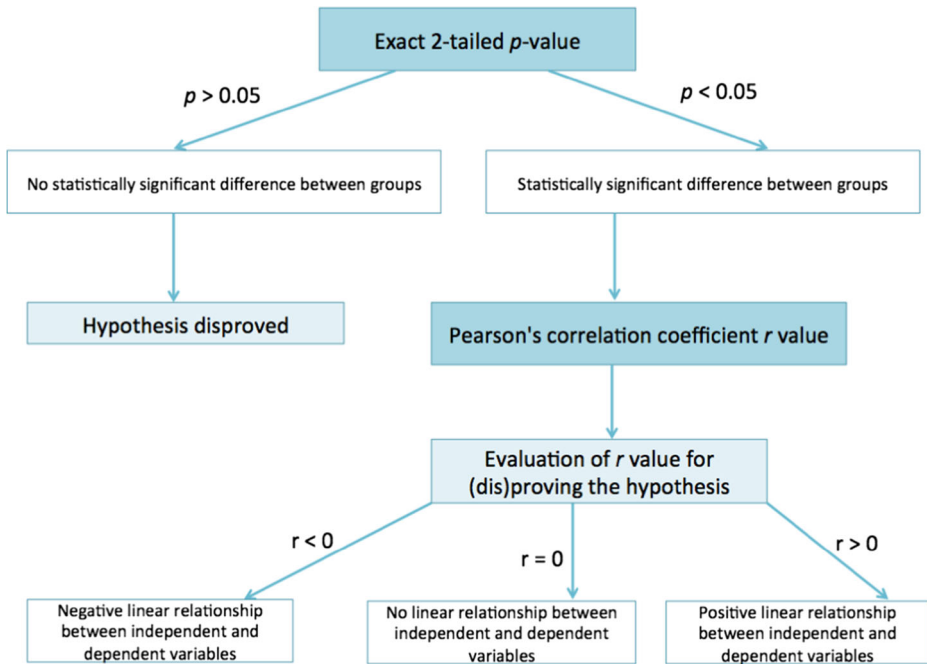 Exact 2-tailed p-value
p > 0.05
p < 0.05
No statistically significant difference between groups
Statistically significant difference between groups
Hypothesis disproved
Pearson's correlation coefficient r value
Evaluation of r value for
(dis)proving the hypothesis
r < 0
r = 0
r > 0
Negative linear relationship
between independent and
dependent variables
No linear relationship between
independent and dependent
variables
Positive linear relationship
between independent and
dependent variables